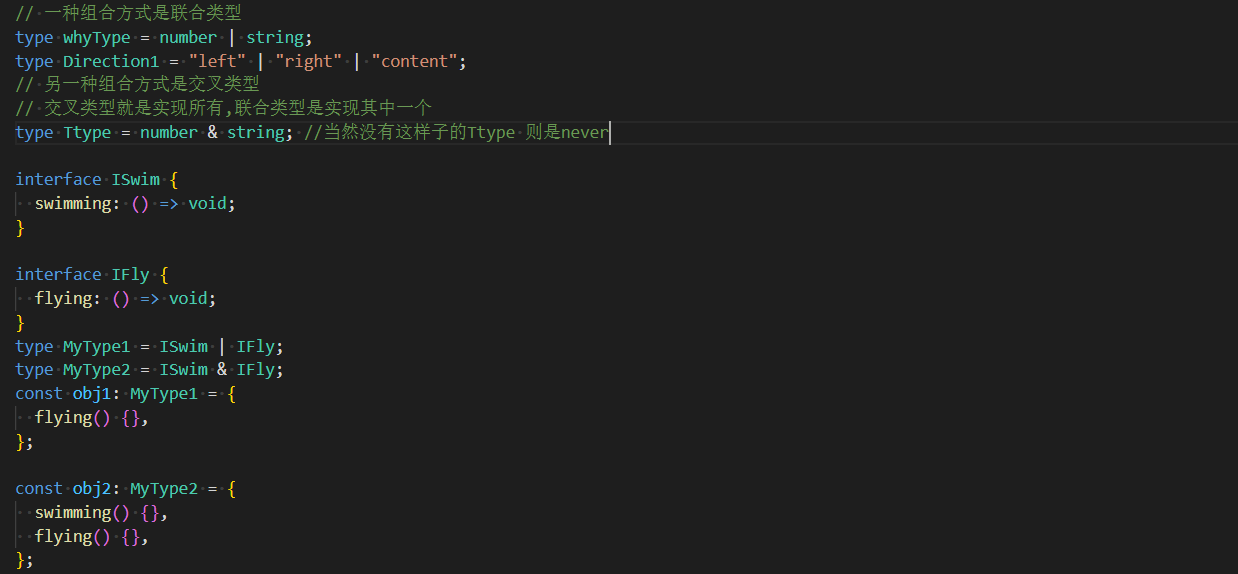 // 一种组合方式是联合类型
type whyType = number | string;
type Direction1 = "left" | "right" | "content";
// 另一种组合方式是交叉类型
// 交叉类型就是实现所有,联合类型是实现其中一个
type Ttype = number & string; //当然没有这样子的Ttype 则是never
interface ISwim {
  swimming: () => void;
}
interface IFly {
  flying: () => void;
}
type MyType1 = ISwim | IFly;
type MyType2 = ISwim & IFly;
const obj1: MyType1 = {
  flying() {},
};
const obj2: MyType2 = {
  swimming() {},
  flying() {},
};